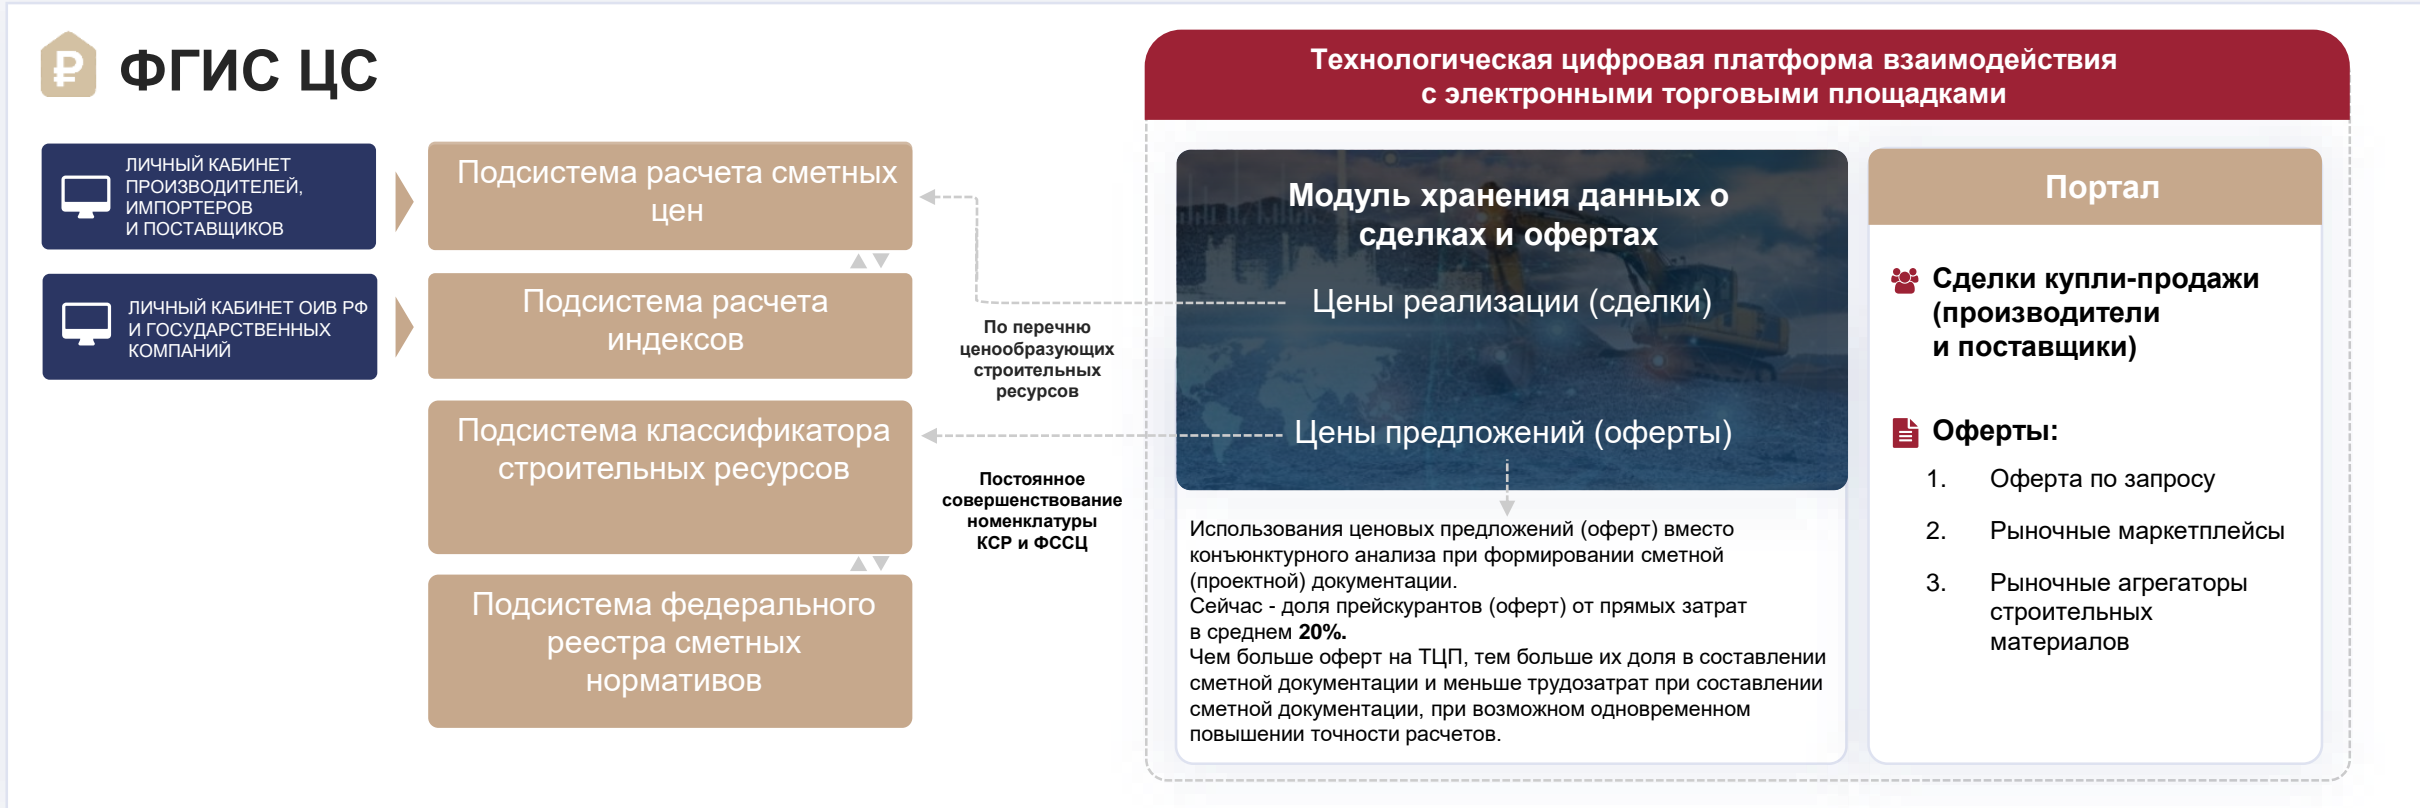 ФГИС ЦС
ЛИЧНЫЙ КАБИНЕТ
ПРОИЗВОДИТЕЛЕЙ,
ИМПОРТЕРОВ
И ПОСТАВЩИКОВ
ЛИЧНЫЙ КАБИНЕТ ОИВ РФ
И ГОСУДАРСТВЕННЫХ
КОМПАНИЙ
Подсистема расчета сметных
цен
Подсистема расчета
индексов
Подсистема классификатора
строительных ресурсов
Подсистема федерального
реестра сметных
нормативов
По перечню
ценообразующих
строительных
ресурсов
Постоянное
совершенствование
номенклатуры
КСР и ФССЦ
Технологическая цифровая платформа взаимодействия
с электронными торговыми площадками
Модуль хранения данных о
сделках и офертах
Цены реализации (сделки)
Цены предложений (оферты)
Использования ценовых предложений (оферт) вместо
конъюнктурного анализа при формировании сметной
(проектной) документации.
Сейчас - доля прейскурантов (оферт) от прямых затрат
в среднем 20%.
Чем больше оферт на ТЦП, тем больше их доля в составлении
сметной документации и меньше трудозатрат при составлении
сметной документации, при возможном одновременном
повышении точности расчетов.
Портал
Сделки купли-продажи
(производители
и поставщики)
Оферты:
1. Оферта по запросу
2. Рыночные маркетплейсы
3. Рыночные агрегаторы
строительных
материалов